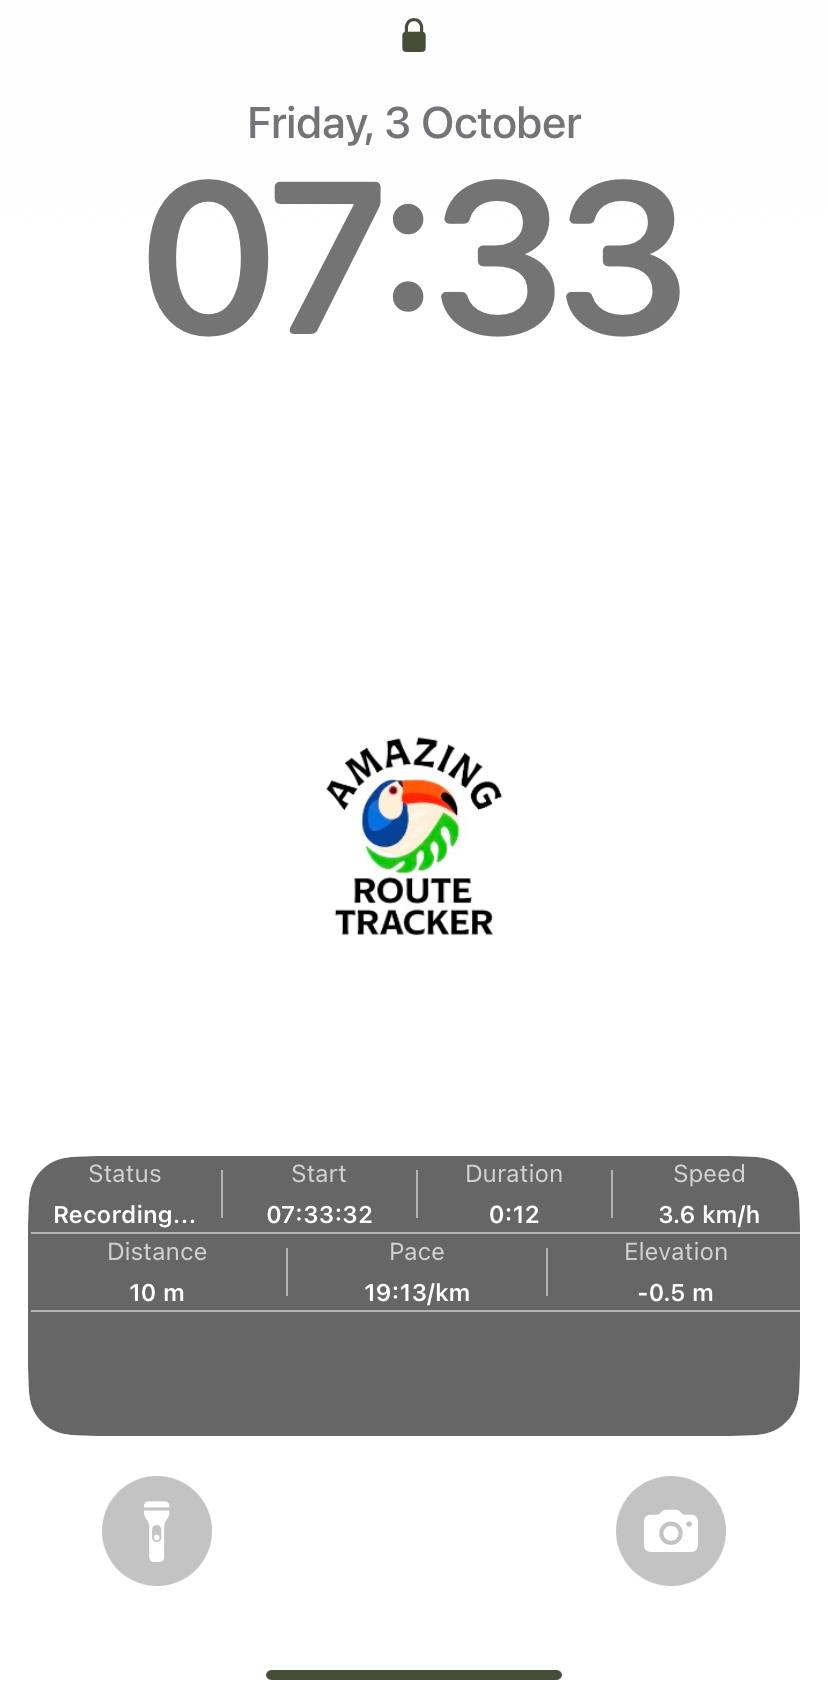 Friday, 3 October
07:33
AMAZING
ROUTE
TRACKER
Status Start Duration Speed
Recording... 07:33:32 0:12 3.6 km/h
Distance Pace Elevation
10 m 19:13/km -0.5 m